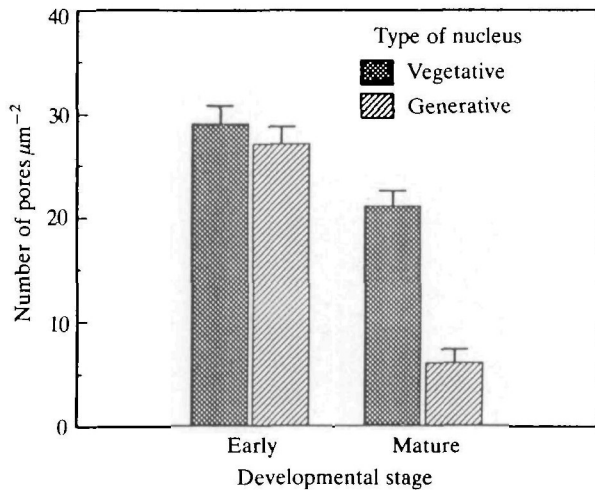 Type of nucleus
Vegetative
Generative
Number of pores μm⁻²
40
30
20
10
0
Early Mature
Developmental stage